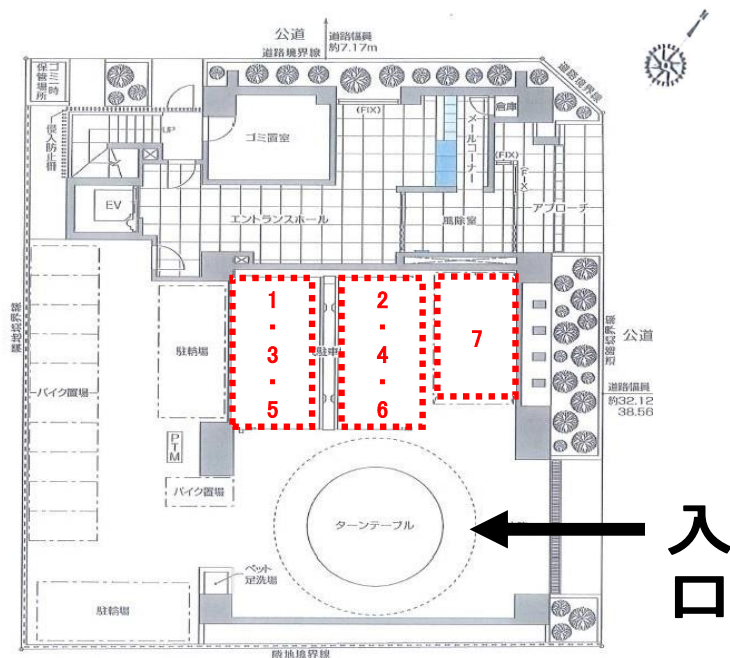 公道
道路幅員
約7.17m
道路境界線
N
道路境界線
ゴミ一時
保管場所
侵入防止柵
UP
ゴミ置室
(FIX)
メールコーナー
倉庫
(FIX)
(FIX)
アプローチ
EV
エントランスホール
風除室
隣地境界線
バイク置場
駐輪場
1・3・5
駐車
2・4・6
7
公道
道路境界線
道路幅員
約32.12
38.56
PTM
バイク置場
ターンテーブル
入口
ペット
足洗場
駐輪場
隣地境界線